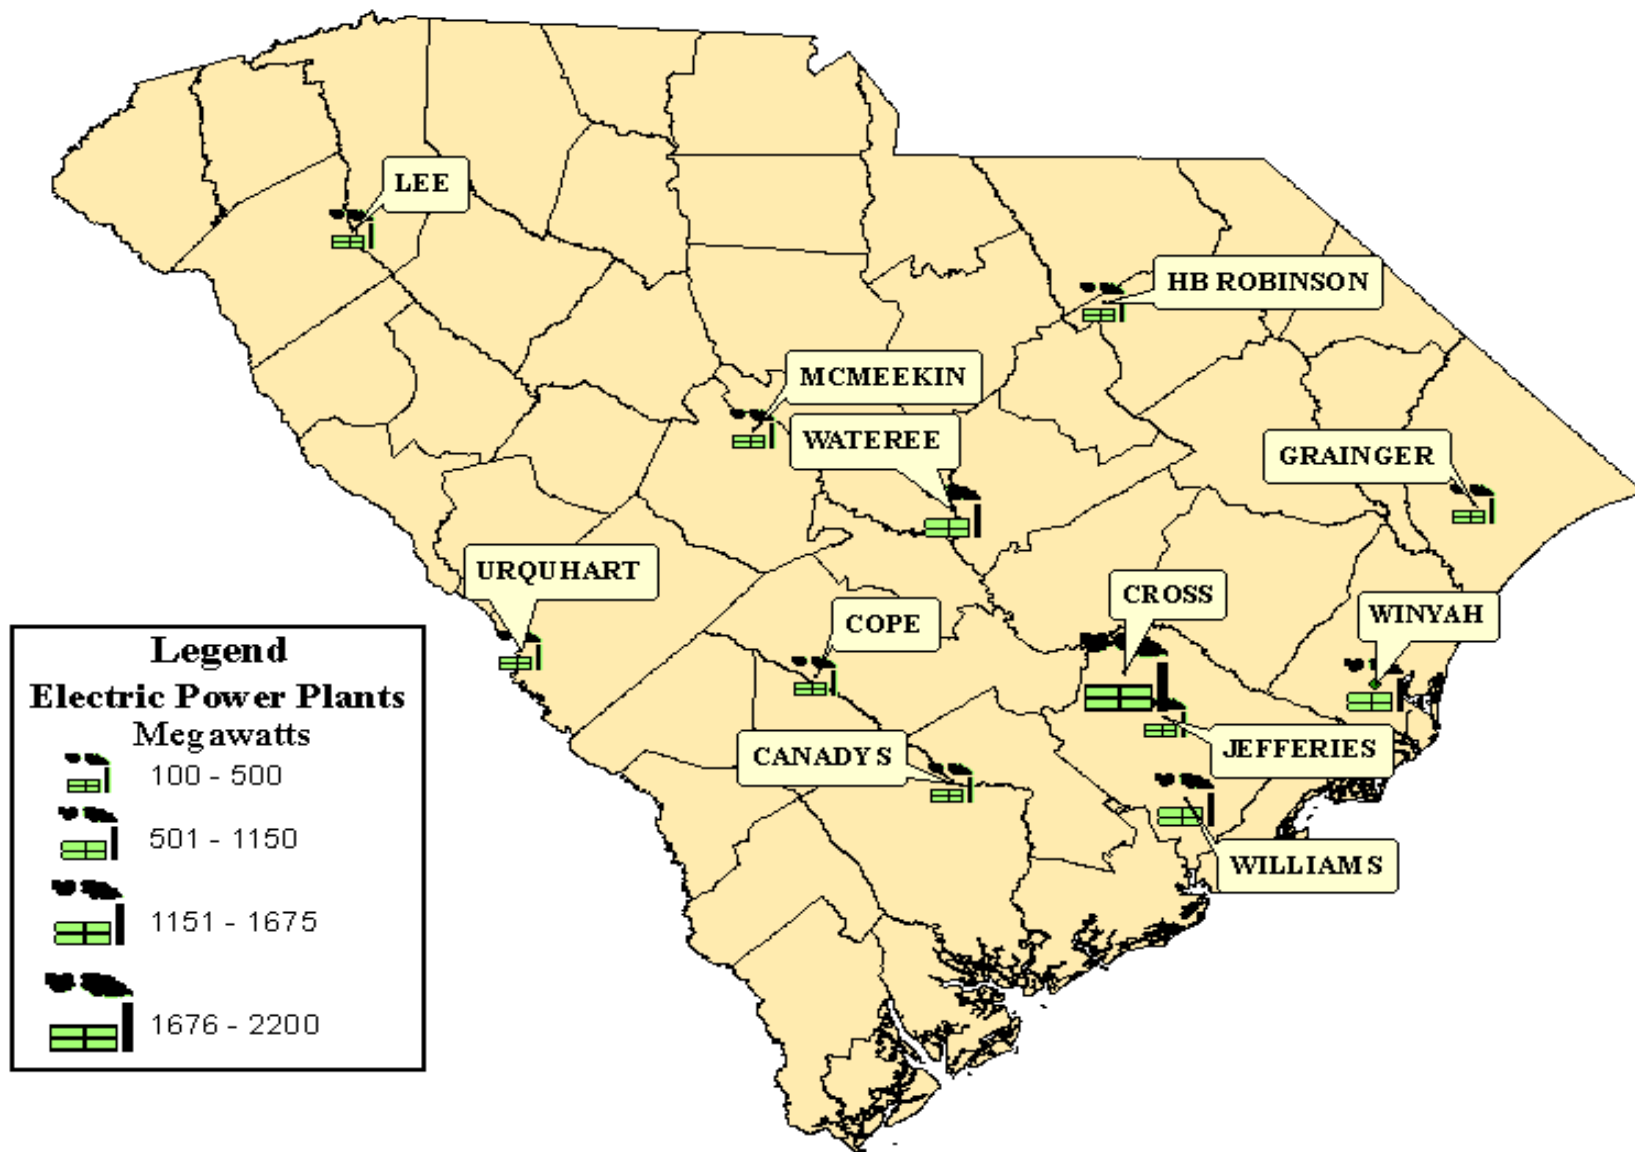 LEE
HB ROBINSON
MCMEEKIN
WATEREE
GRAINGER
URQUHART
CROSS
WINYAH
COPE
JEFFERIES
CANADYS
WILLIAMS
Legend
Electric Power Plants
Megawatts
100 - 500
501 - 1150
1151 - 1675
1676 - 2200